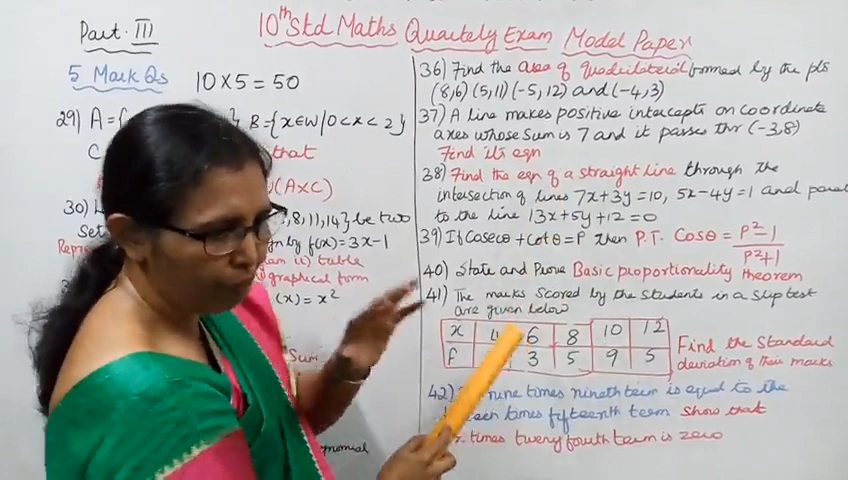 Part. III
10th Std Maths Quaterly Exam Model Paper
5 Mark Qs
10 X 5 = 50
29) A = { B = {x∈W | 0<x<2}
that
(AxC)
30) ,8,11,14} be two
Sets by f(x) = 3x-1
ii) table
graphical form
(x) = x²
36) Find the area of quadrilateral formed by the pts
(8,6) (5,11) (-5,12) and (-4,3)
37) A line makes positive intercepts on coordinate
axes whose sum is 7 and it passes thr (-3,8)
Find its eqn
38) Find the eqn of a straight line through the
intersection of lines 7x+3y=10, 5x-4y=1 and
to the line 13x+5y+12=0
39) If Cosecθ + cotθ = P then P.T. Cosθ = P²-1 / P²+1
40) State and Prove Basic proportionality theorem
41) The marks scored by the students in a slip test
are given below
x 4 6 8 10 12
f 3 5 9 5
Find the Standard
deviation of their marks
42) nine times ninth term is equal to the
times fifteenth term show that
times twenty fourth term is zero